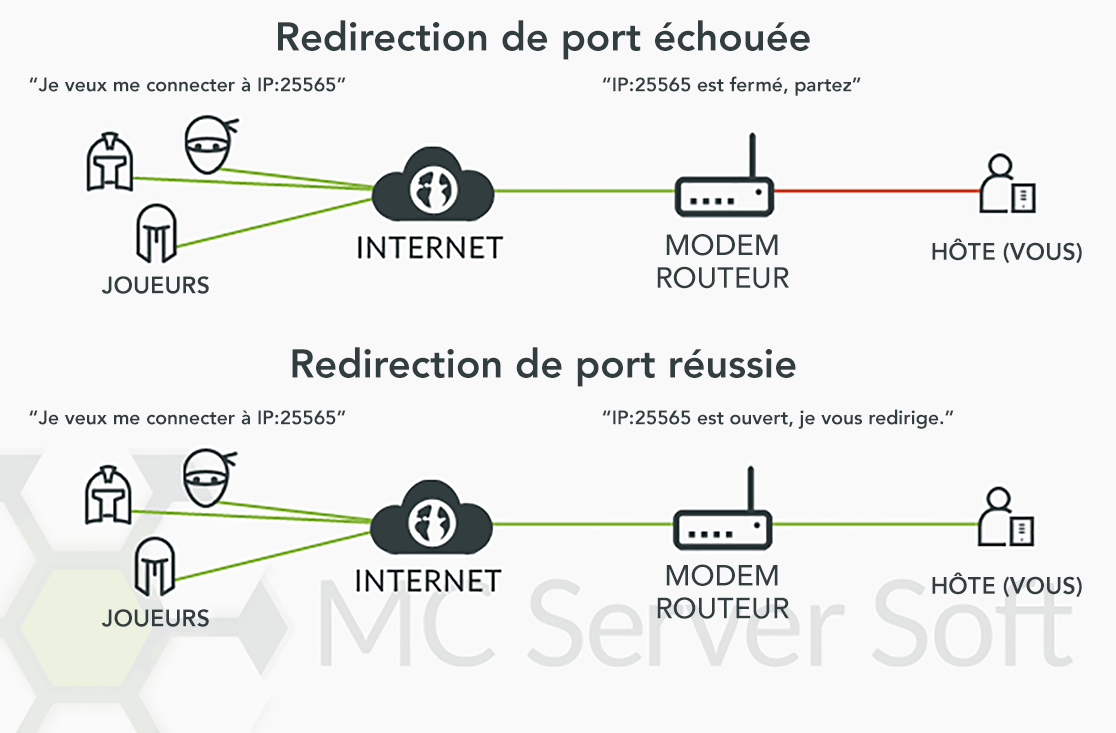 Redirection de port échouée
“Je veux me connecter à IP:25565”
“IP:25565 est fermé, partez”
INTERNET
MODEM
ROUTEUR
HÔTE (VOUS)
JOUEURS
Redirection de port réussie
“Je veux me connecter à IP:25565”
“IP:25565 est ouvert, je vous redirige.”
INTERNET
MODEM
ROUTEUR
HÔTE (VOUS)
JOUEURS
MC Server Soft